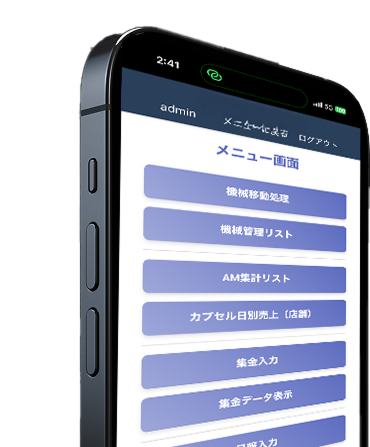 2:41 5G 100
admin メニューに戻る ログアウト
メニュー画面
機械移動処理
機械管理リスト
AM集計リスト
カプセル日別売上（店舗）
集金入力
集金データ表示
日報入力